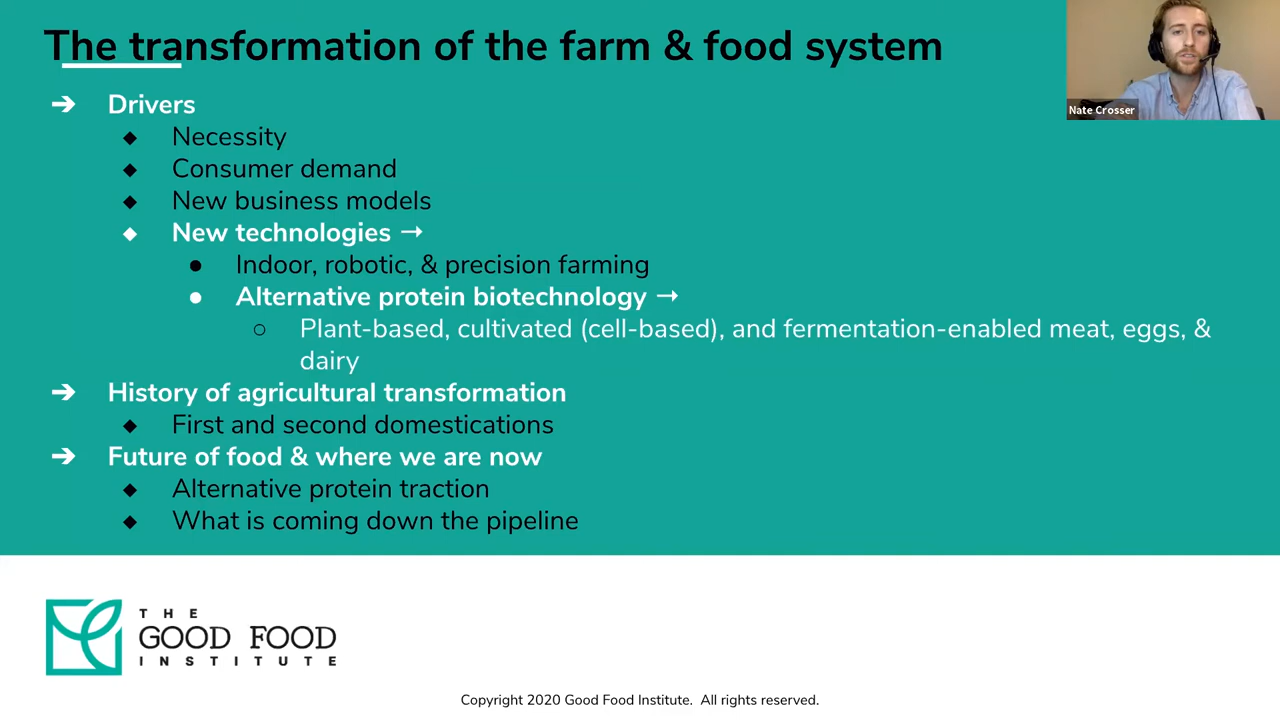 The transformation of the farm & food system
Nate Crosser
➔ Drivers
◆ Necessity
◆ Consumer demand
◆ New business models
◆ New technologies →
● Indoor, robotic, & precision farming
● Alternative protein biotechnology →
○ Plant-based, cultivated (cell-based), and fermentation-enabled meat, eggs, &
dairy
➔ History of agricultural transformation
◆ First and second domestications
➔ Future of food & where we are now
◆ Alternative protein traction
◆ What is coming down the pipeline
THE
GOOD FOOD
INSTITUTE
Copyright 2020 Good Food Institute. All rights reserved.